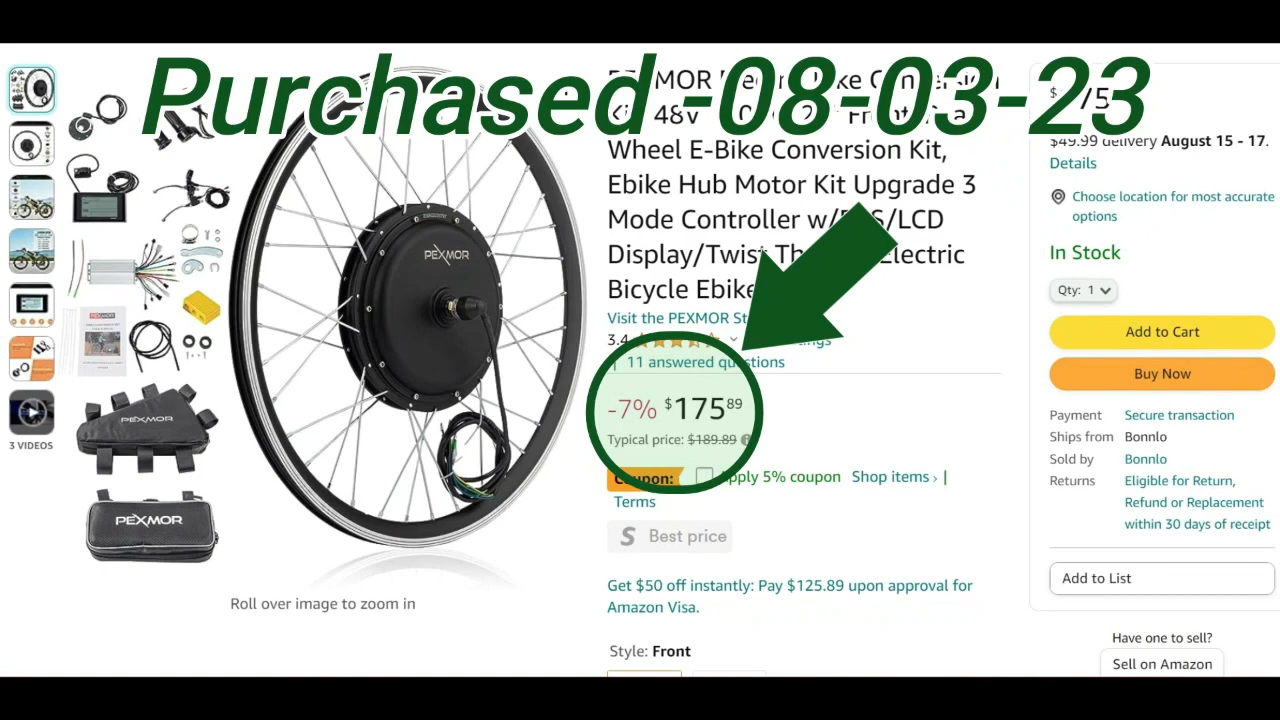 Purchased -08-03-23
Wheel E-Bike Conversion Kit,
Ebike Hub Motor Kit Upgrade 3
Mode Controller
Display/Twist
Electric
Bicycle Ebike
Visit the PEXMOR
3.4
11 answered questions
-7% $175 89
Typical price: $189.89
Coupon: Apply 5% coupon Shop items › |
Terms
S Best price
Get $50 off instantly: Pay $125.89 upon approval for
Amazon Visa.
Style: Front
$49.99 delivery August 15 - 17.
Details
Choose location for most accurate
options
In Stock
Qty: 1
Add to Cart
Buy Now
Payment Secure transaction
Ships from Bonnlo
Sold by Bonnlo
Returns Eligible for Return,
Refund or Replacement
within 30 days of receipt
Add to List
Have one to sell?
Sell on Amazon
3 VIDEOS
PEXMOR
PEXMOR
PEXMOR
Roll over image to zoom in